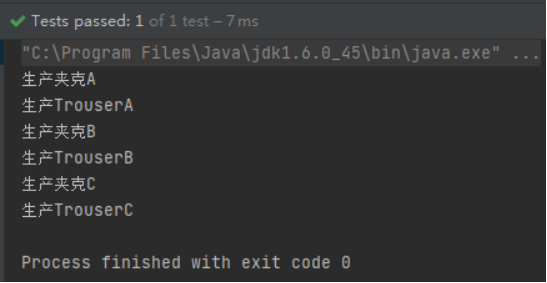 Tests passed: 1 of 1 test – 7 ms
"C:\Program Files\Java\jdk1.6.0_45\bin\java.exe" ...
生产夹克A
生产TrouserA
生产夹克B
生产TrouserB
生产夹克C
生产TrouserC
Process finished with exit code 0